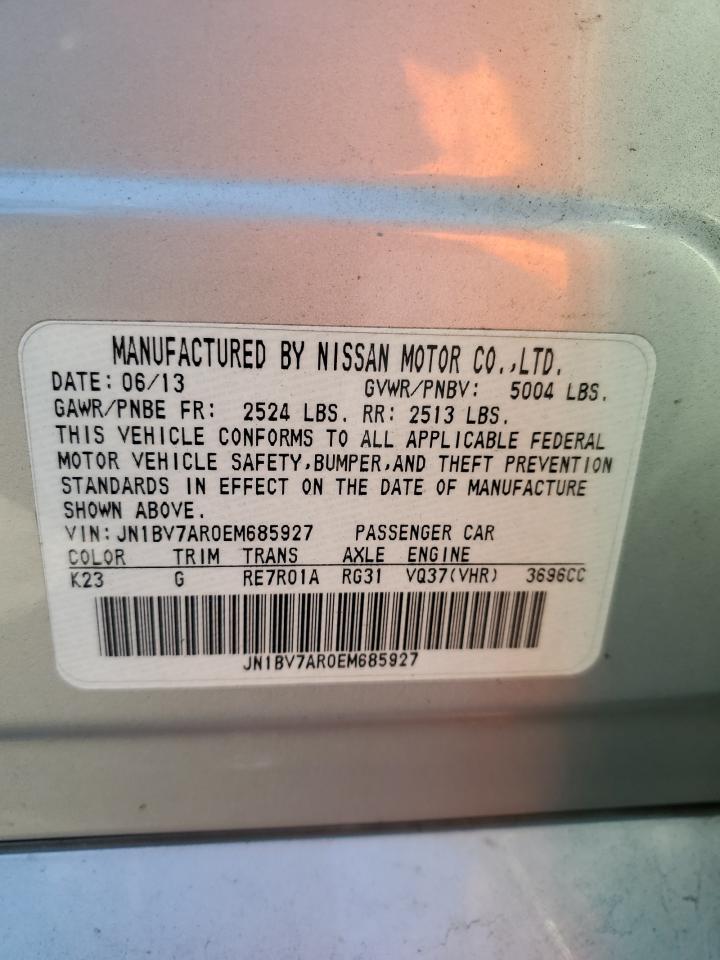 MANUFACTURED BY NISSAN MOTOR CO.,LTD.
DATE: 06/13 GVWR/PNBV: 5004 LBS.
GAWR/PNBE FR: 2524 LBS. RR: 2513 LBS.
THIS VEHICLE CONFORMS TO ALL APPLICABLE FEDERAL
MOTOR VEHICLE SAFETY,BUMPER,AND THEFT PREVENTION
STANDARDS IN EFFECT ON THE DATE OF MANUFACTURE
SHOWN ABOVE.
VIN: JN1BV7AR0EM685927 PASSENGER CAR
COLOR TRIM TRANS AXLE ENGINE
K23 G RE7R01A RG31 VQ37(VHR) 3696CC
JN1BV7AR0EM685927